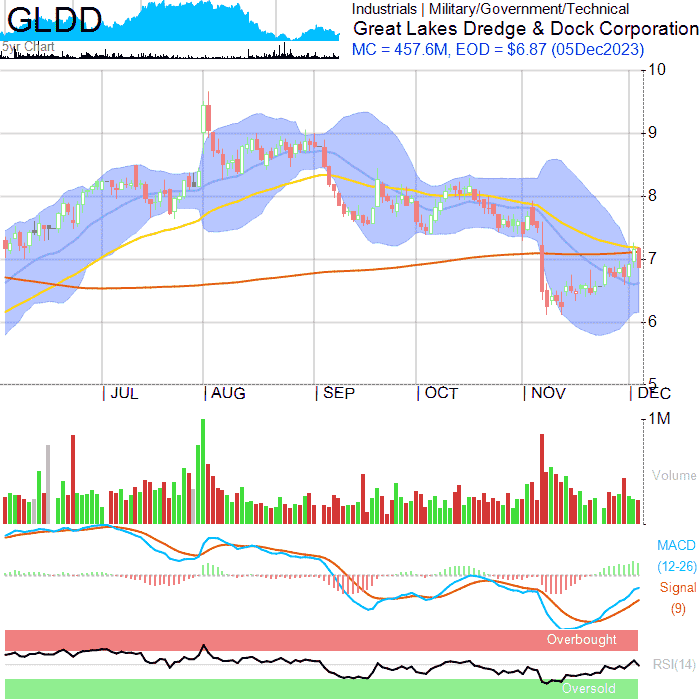 GLDD
5yr Chart
Industrials | Military/Government/Technical
Great Lakes Dredge & Dock Corporation
MC = 457.6M, EOD = $6.87 (05Dec2023)
10
9
8
7
6
5
JUL AUG SEP OCT NOV DEC
1M
Volume
MACD
(12-26)
Signal
(9)
Overbought
RSI(14)
Oversold